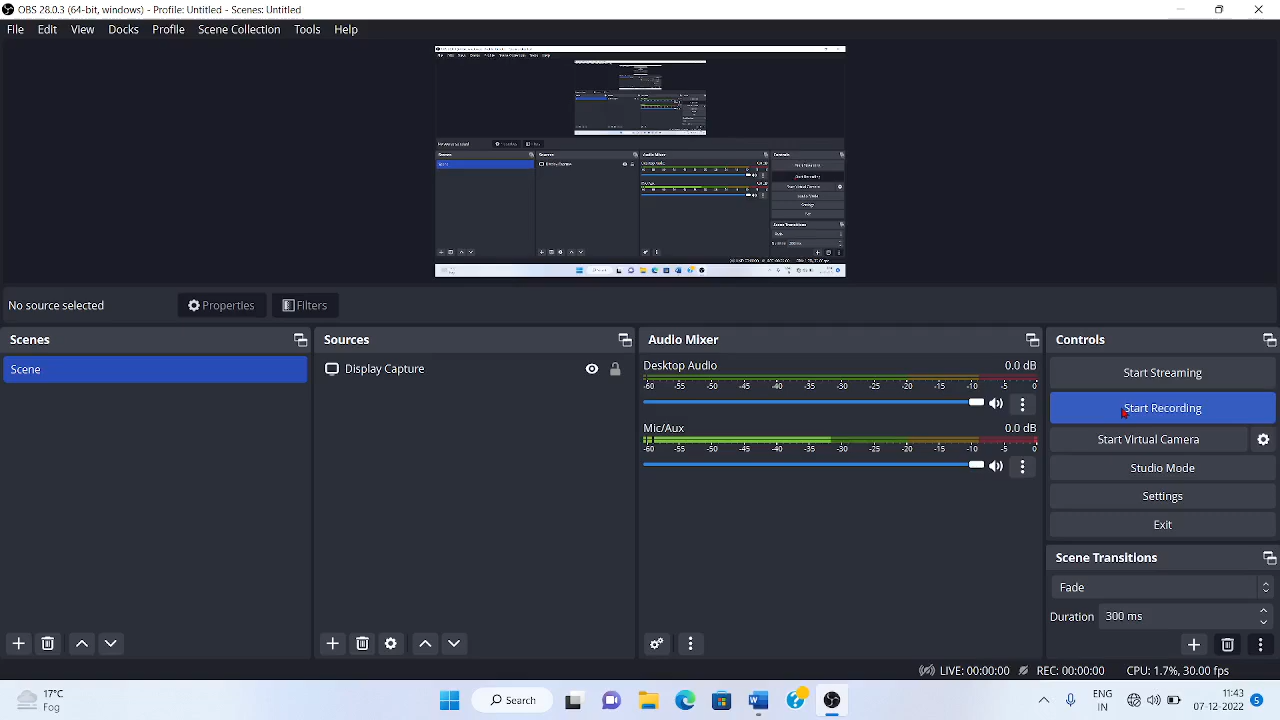 OBS 28.0.3 (64-bit, windows) - Profile: Untitled - Scenes: Untitled
File Edit View Docks Profile Scene Collection Tools Help
No source selected Properties Filters
Scenes
Scene
Sources
Display Capture
Audio Mixer
Desktop Audio 0.0 dB
-60 -55 -50 -45 -40 -35 -30 -25 -20 -15 -10 -5 0
Mic/Aux 0.0 dB
-60 -55 -50 -45 -40 -35 -30 -25 -20 -15 -10 -5 0
Controls
Start Streaming
Start Recording
Start Virtual Camera
Studio Mode
Settings
Exit
Scene Transitions
Fade
Duration 300 ms
LIVE: 00:00:00 REC: 00:00:00 CPU: 1.7%, 30.00 fps
17°C
Fog
Search
ENG
IN
11:43
07-12-2022
5